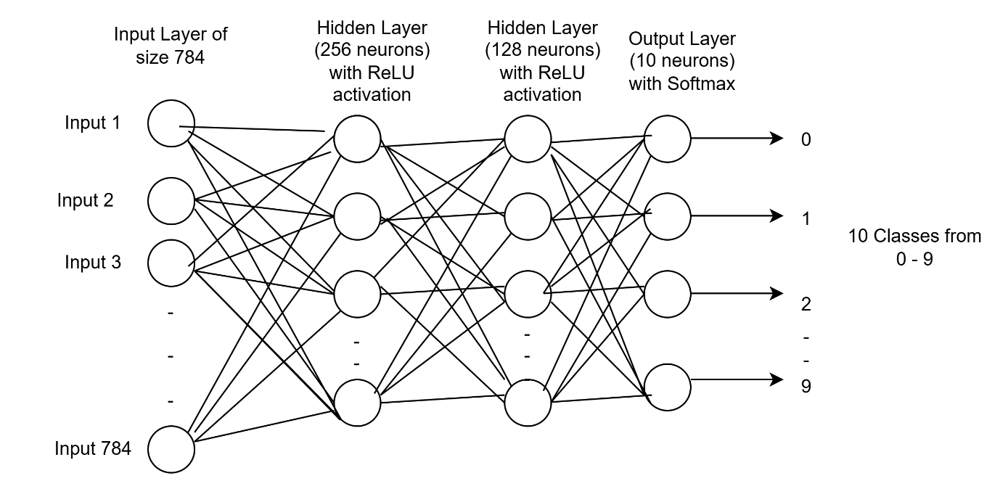 Input Layer of
size 784
Hidden Layer
(256 neurons)
with ReLU
activation
Hidden Layer
(128 neurons)
with ReLU
activation
Output Layer
(10 neurons)
with Softmax
Input 1
Input 2
Input 3
-
-
-
Input 784
-
-
-
-
0
1
2
-
-
9
10 Classes from
0 - 9